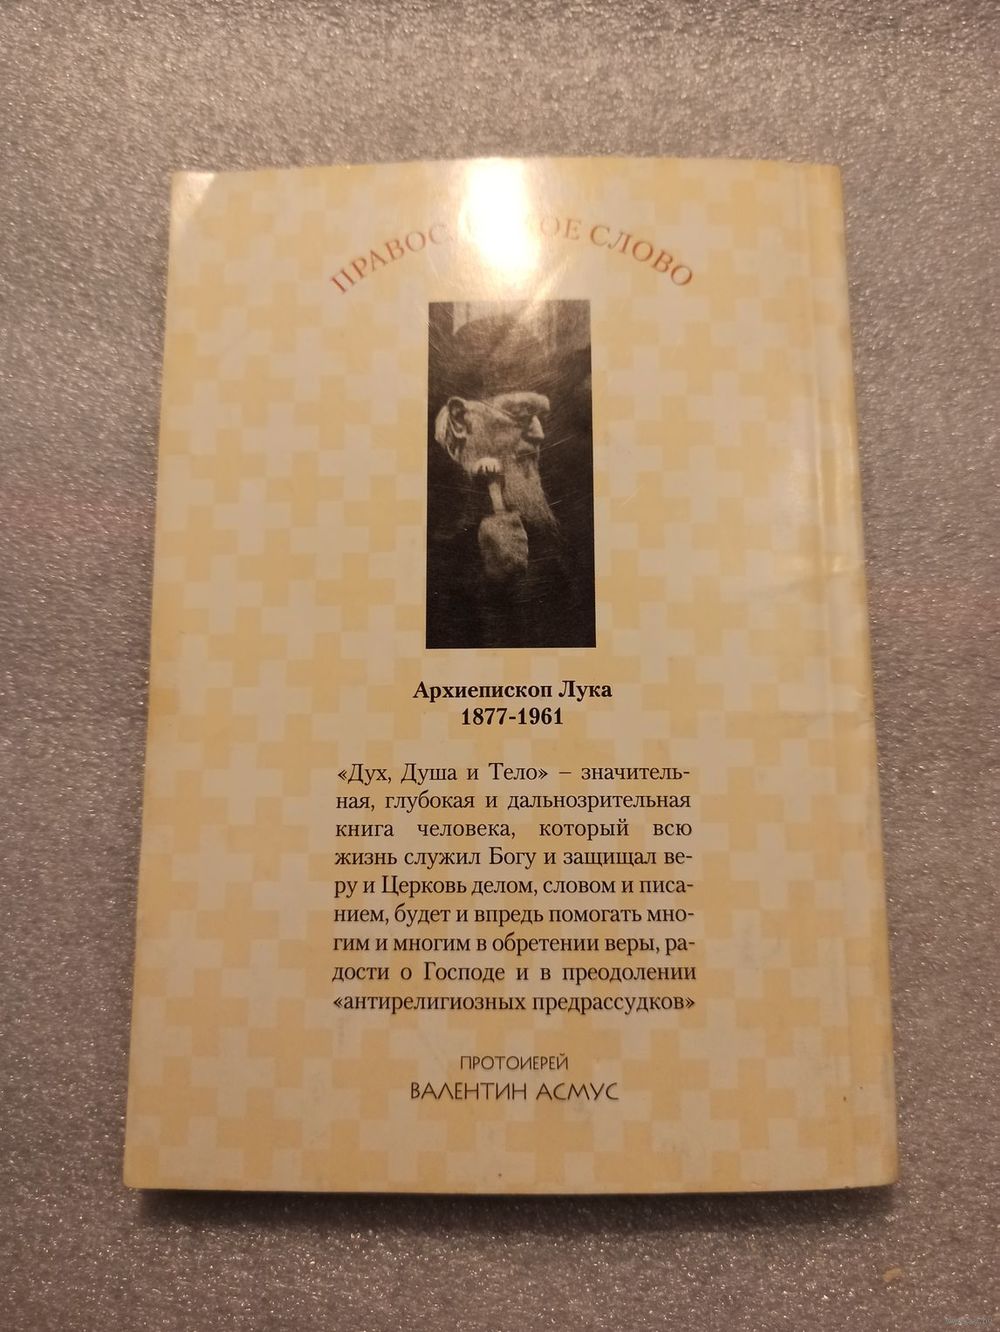 СЛОВО
Архиепископ Лука
1877-1961
«Дух, Душа и Тело» – значитель-
ная, глубокая и дальнозрительная
книга человека, который всю
жизнь служил Богу и защищал ве-
ру и Церковь делом, словом и писа-
нием, будет и впредь помогать мно-
гим и многим в обретении веры, ра-
дости о Господе и в преодолении
«антирелигиозных предрассудков»
ПРОТОИЕРЕЙ
ВАЛЕНТИН АСМУС